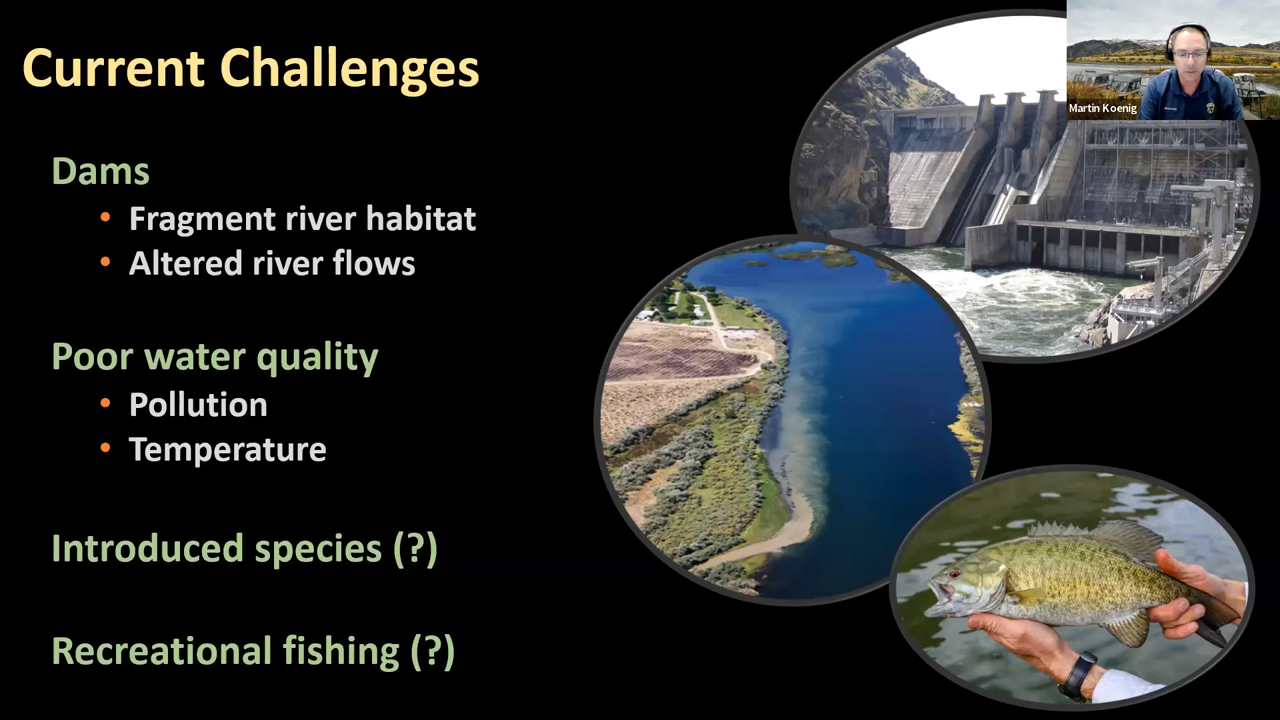 Current Challenges
Martin Koenig
Dams
• Fragment river habitat
• Altered river flows
Poor water quality
• Pollution
• Temperature
Introduced species (?)
Recreational fishing (?)